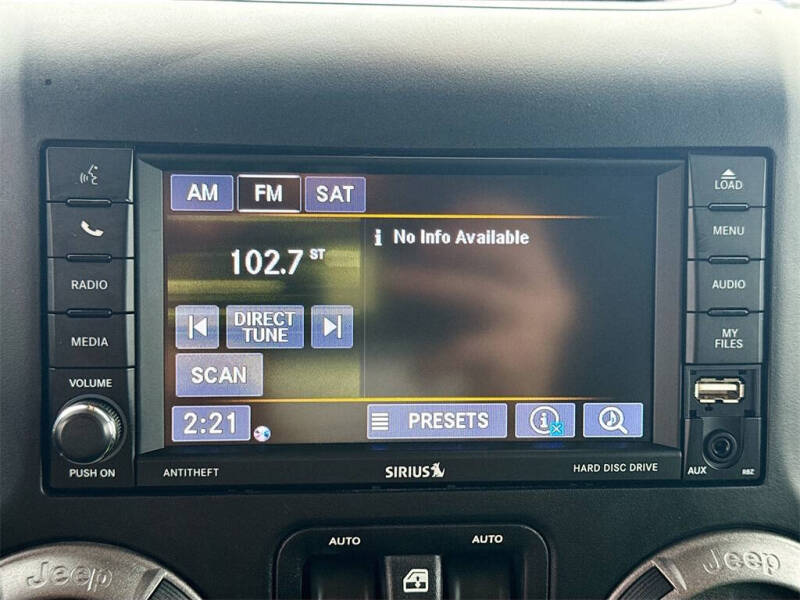 LOAD
AM FM SAT
i No Info Available
MENU
102.7 ST
RADIO
AUDIO
DIRECT
TUNE
MEDIA
MY
FILES
SCAN
VOLUME
2:21
PRESETS
i
PUSH ON
ANTITHEFT
SIRIUS
HARD DISC DRIVE
AUX
RBZ
AUTO
AUTO
Jeep
Jeep